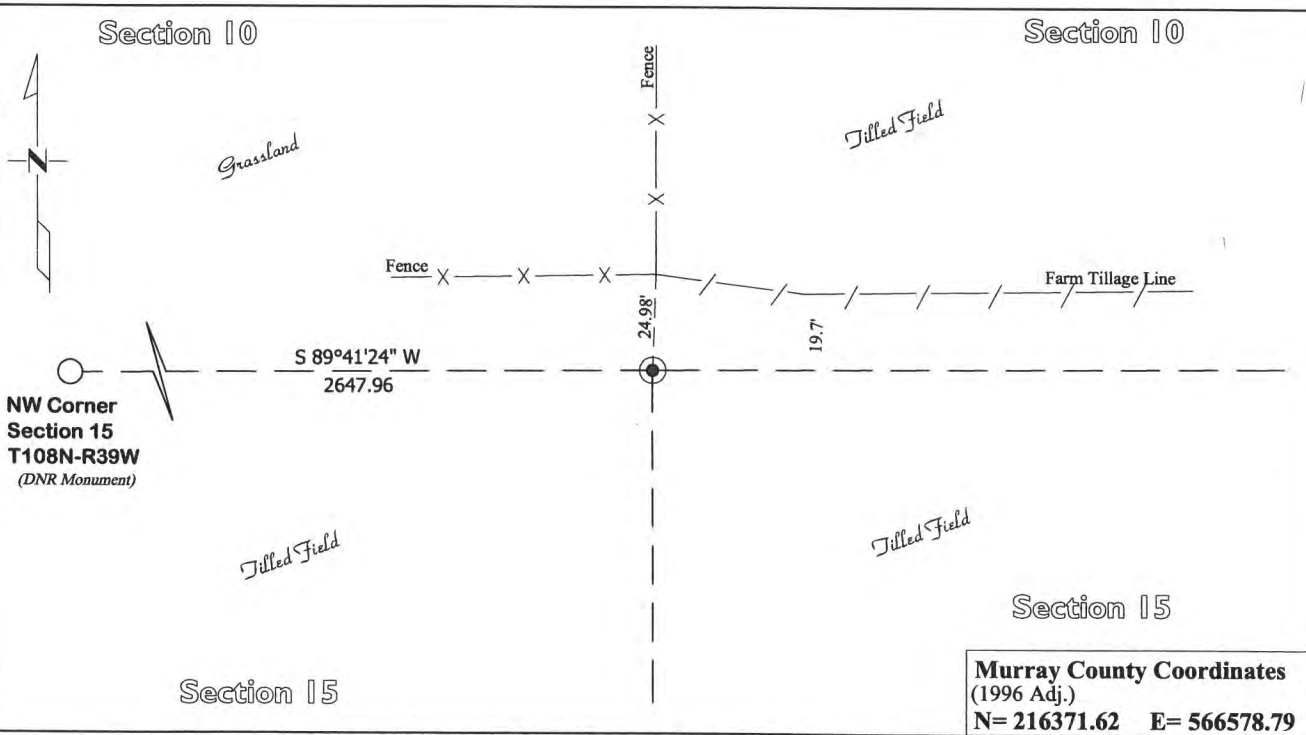 Section 10
Section 10
N
Fence
Grassland
Tilled Field
Fence
Farm Tillage Line
24.98'
19.7'
S 89°41'24" W
2647.96
NW Corner
Section 15
T108N-R39W
(DNR Monument)
Tilled Field
Tilled Field
Section 15
Section 15
Murray County Coordinates
(1996 Adj.)
N= 216371.62 E= 566578.79